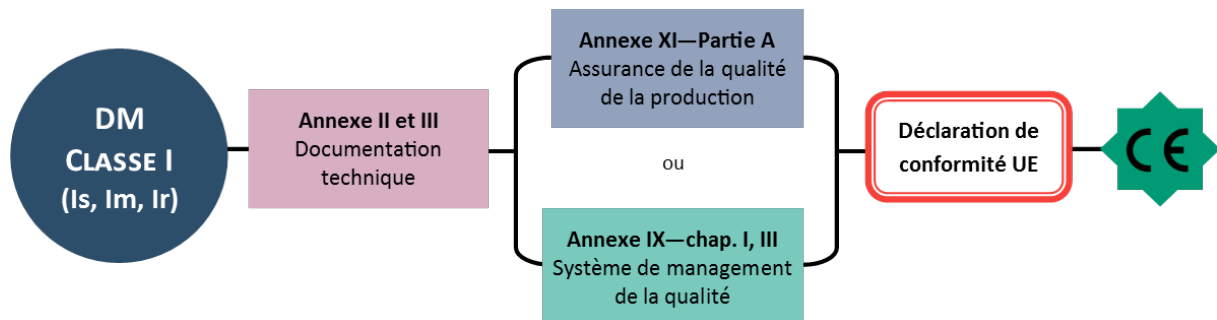 DM
CLASSE I
(Is, Im, Ir)
Annexe II et III
Documentation
technique
Annexe XI—Partie A
Assurance de la qualité
de la production
ou
Annexe IX—chap. I, III
Système de management
de la qualité
Déclaration de
conformité UE
CE